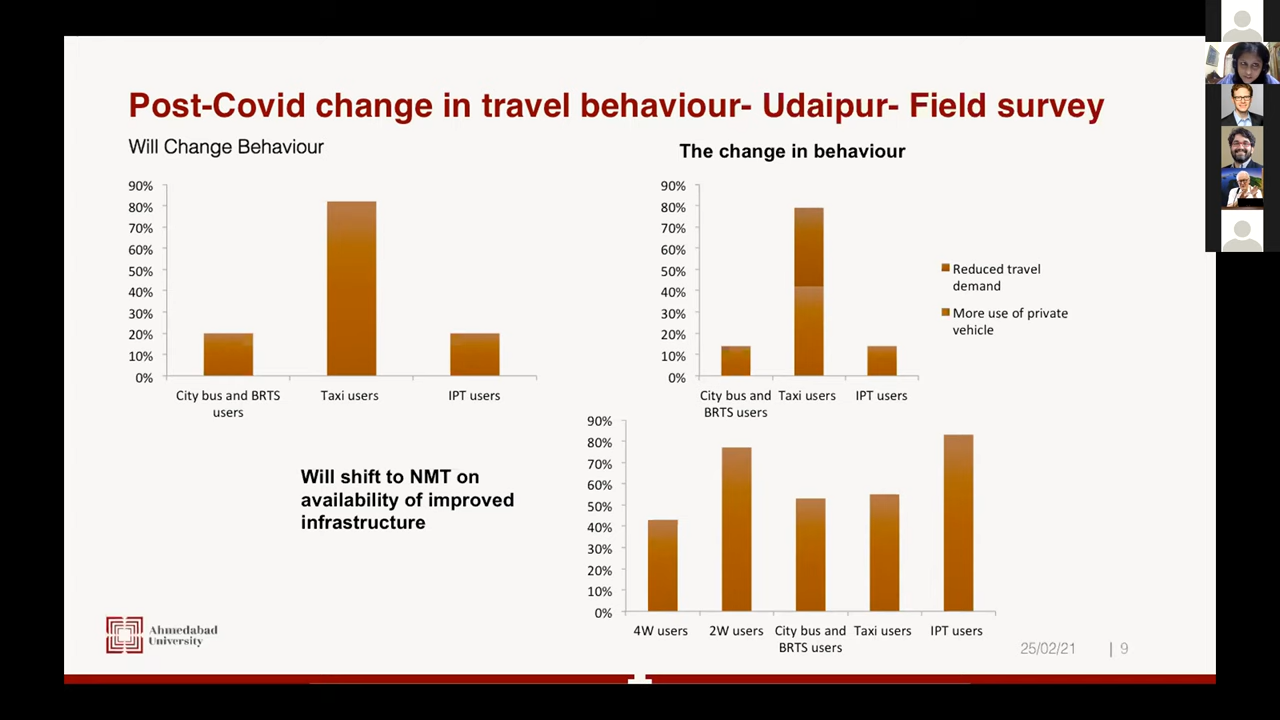 Post-Covid change in travel behaviour- Udaipur- Field survey
Will Change Behaviour
90%
80%
70%
60%
50%
40%
30%
20%
10%
0%
City bus and BRTS
users
Taxi users
IPT users
The change in behaviour
90%
80%
70%
60%
50%
40%
30%
20%
10%
0%
City bus and
BRTS users
Taxi users
IPT users
Reduced travel
demand
More use of private
vehicle
Will shift to NMT on
availability of improved
infrastructure
90%
80%
70%
60%
50%
40%
30%
20%
10%
0%
4W users
2W users
City bus and
BRTS users
Taxi users
IPT users
Ahmedabad
University
25/02/21
| 9